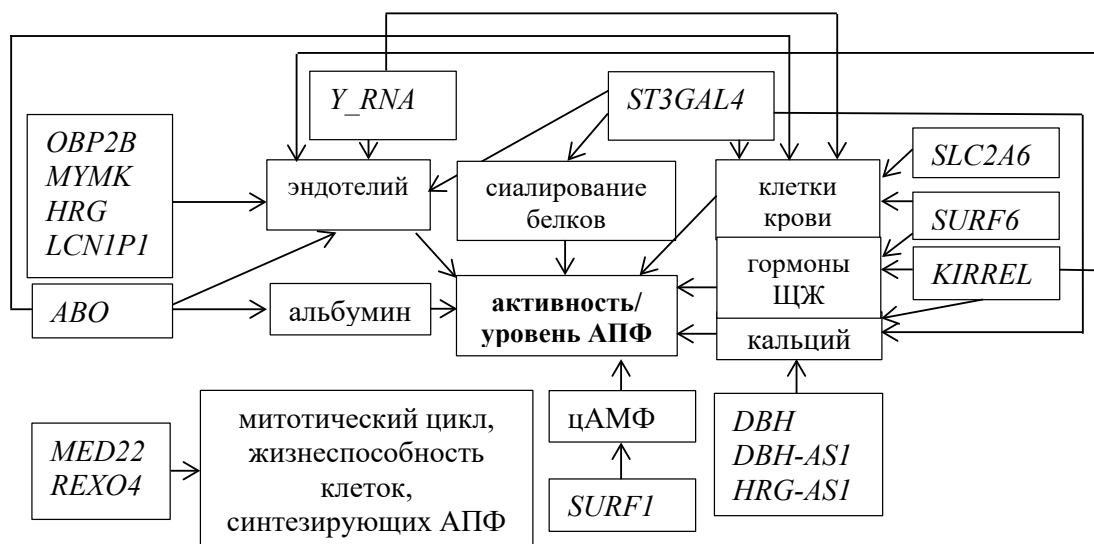 Y_RNA
ST3GAL4
OBP2B
MYMK
HRG
LCN1P1
эндотелий
сиалирование
белков
клетки
крови
SLC2A6
SURF6
гормоны
ЩЖ
KIRREL
ABO
альбумин
активность/
уровень АПФ
кальций
MED22
REXO4
митотический цикл,
жизнеспособность
клеток,
синтезирующих АПФ
цАМФ
SURF1
DBH
DBH-AS1
HRG-AS1